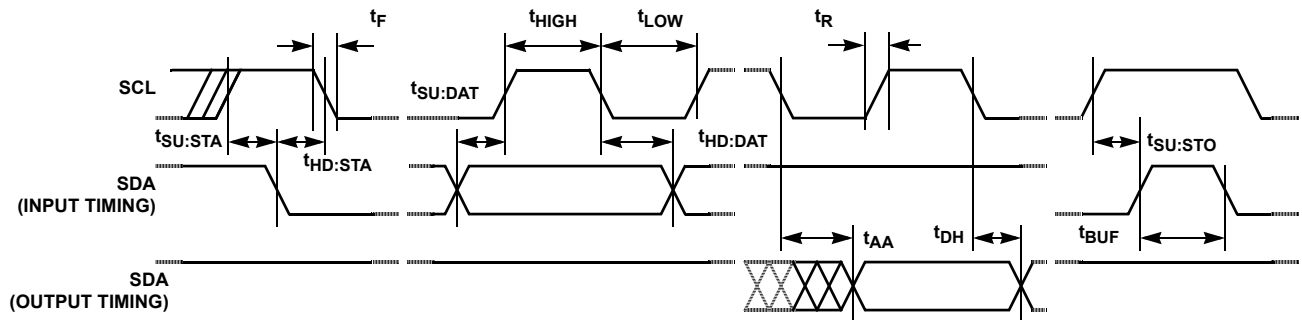 tF
tHIGH
tLOW
tR
SCL
tSU:DAT
tSU:STA
tHD:STA
tHD:DAT
tSU:STO
SDA
(INPUT TIMING)
tAA
tDH
tBUF
SDA
(OUTPUT TIMING)